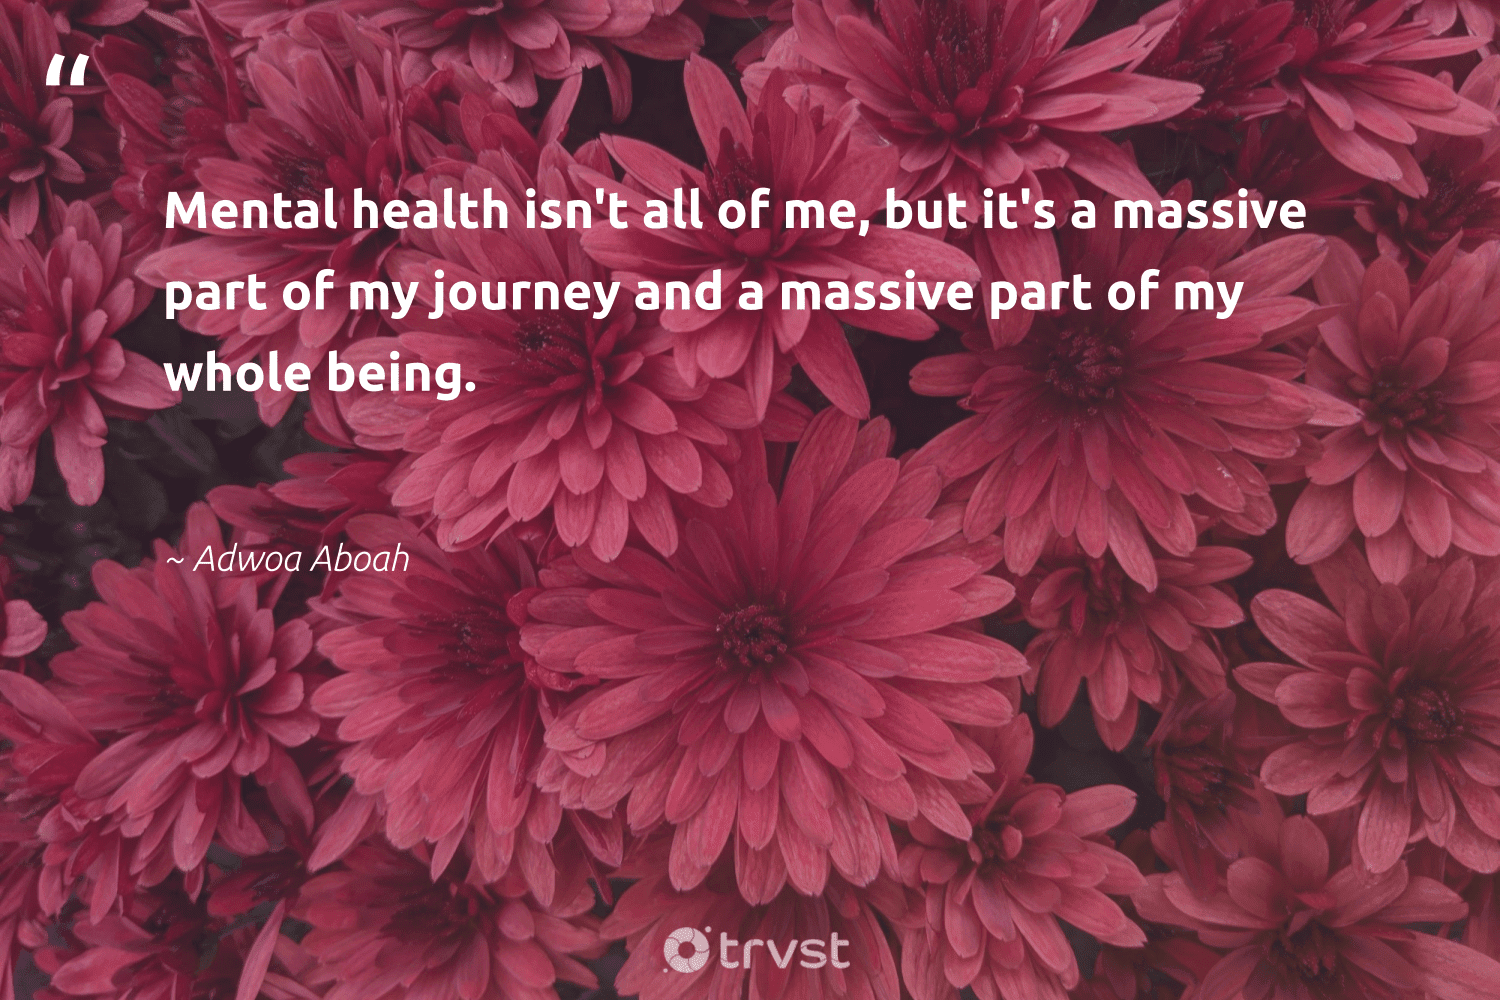 “
Mental health isn't all of me, but it's a massive
part of my journey and a massive part of my
whole being.
~ Adwoa Aboah
trvst